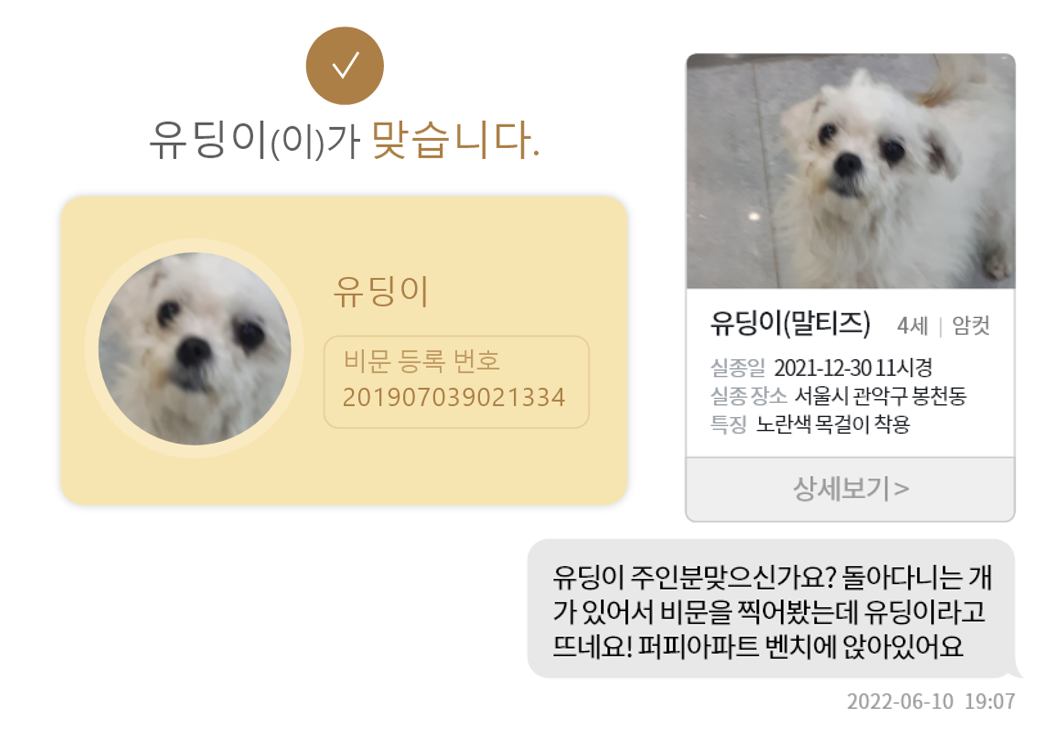 유딩이(이)가 맞습니다.
유딩이
비문 등록 번호
201907039021334
유딩이(말티즈) 4세 | 암컷
실종일 2021-12-30 11시경
실종 장소 서울시 관악구 봉천동
특징 노란색 목걸이 착용
상세보기 >
유딩이 주인분맞으신가요? 돌아다니는 개
가 있어서 비문을 찍어봤는데 유딩이라고
뜨네요! 퍼피아파트 벤치에 앉아있어요
2022-06-10 19:07